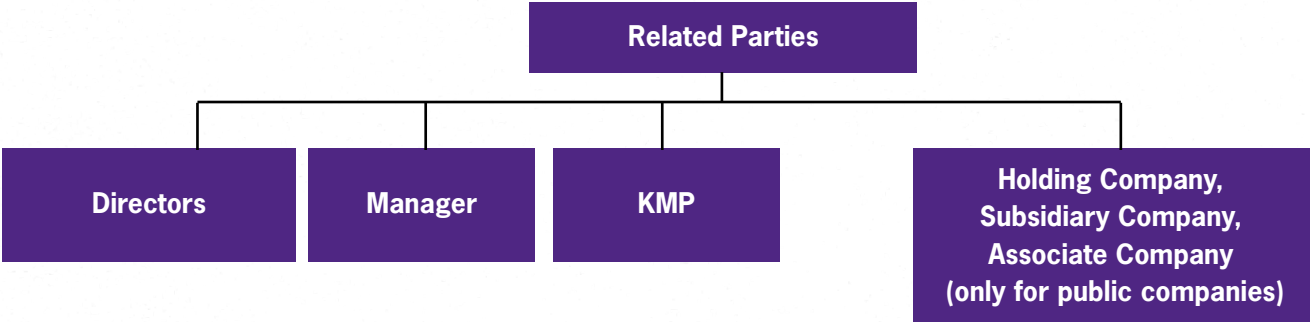 Related Parties
Directors
Manager
KMP
Holding Company,
Subsidiary Company,
Associate Company
(only for public companies)